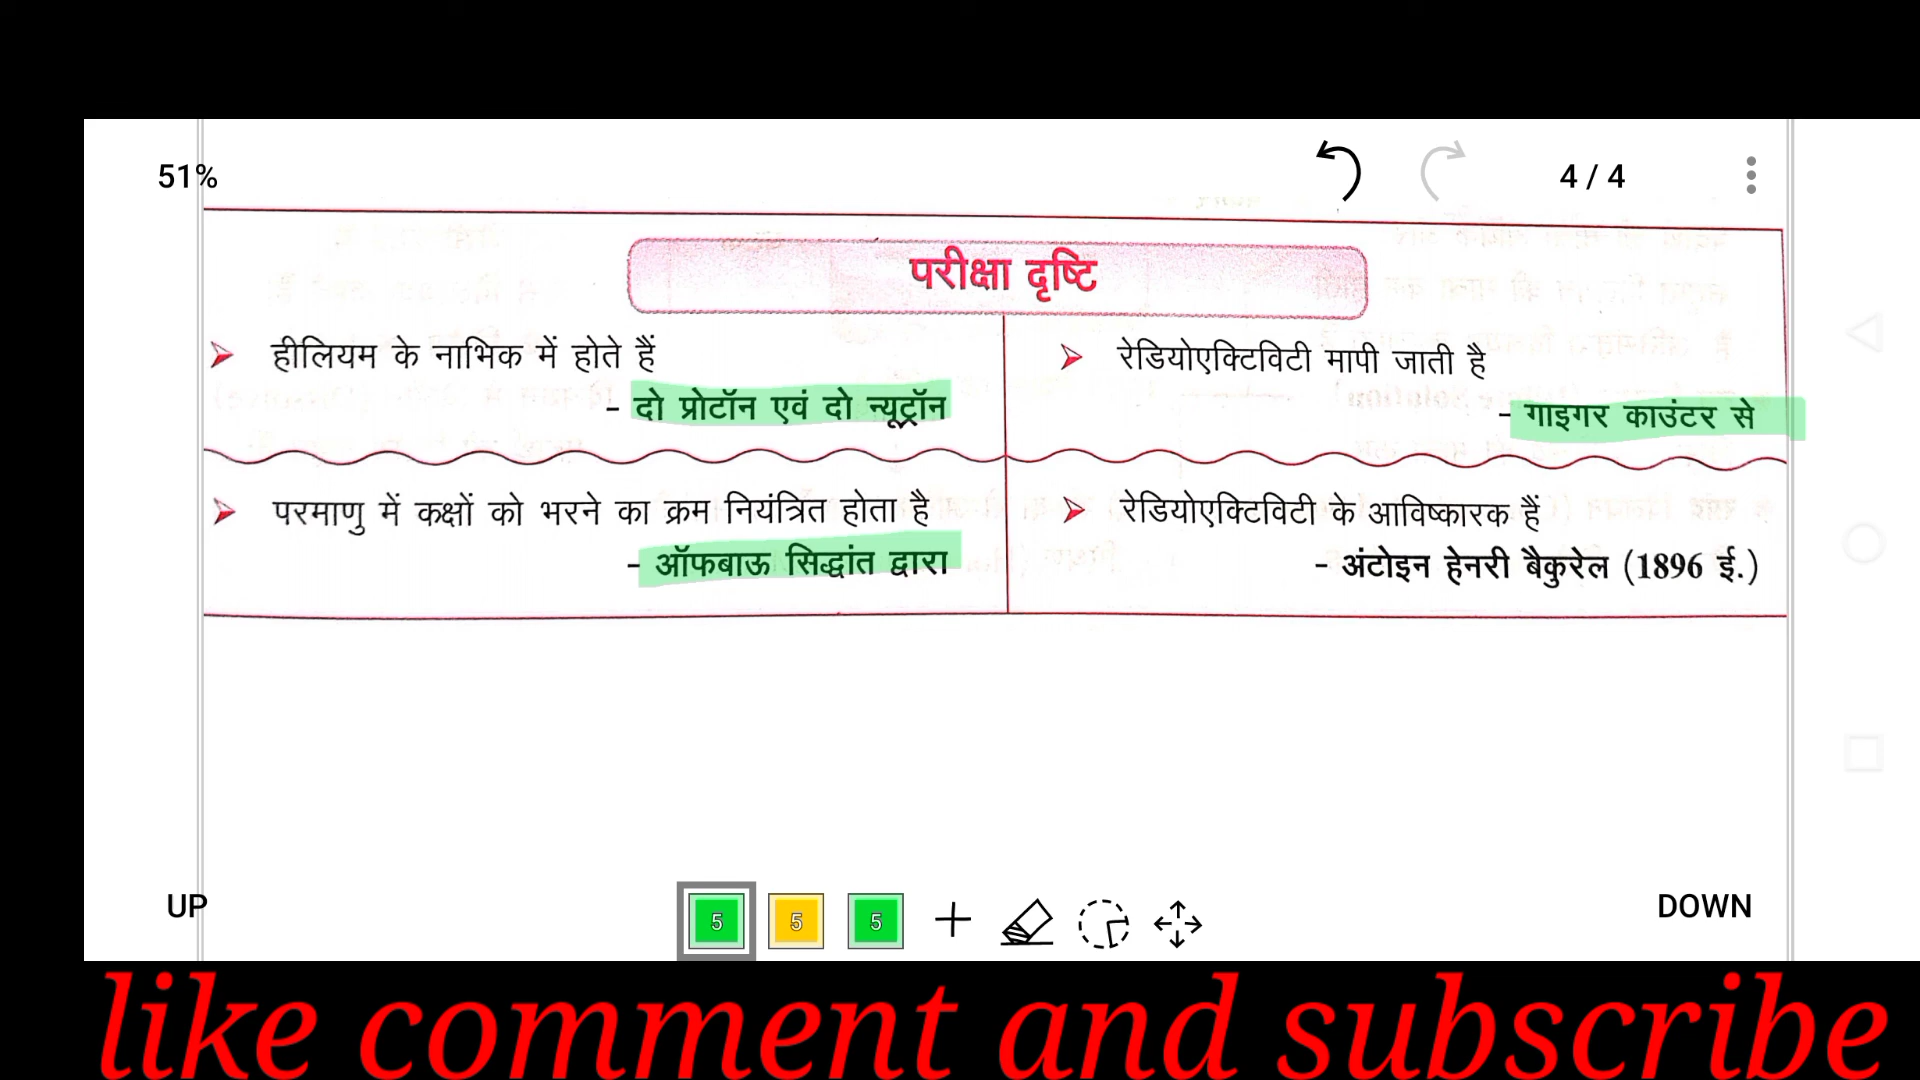 51%
4 / 4
परीक्षा दृष्टि
हीलियम के नाभिक में होते हैं
- दो प्रोटॉन एवं दो न्यूट्रॉन
परमाणु में कक्षों को भरने का क्रम नियंत्रित होता है
- ऑफबाऊ सिद्धांत द्वारा
रेडियोएक्टिविटी मापी जाती है
- गाइगर काउंटर से
रेडियोएक्टिविटी के आविष्कारक हैं
- अंटोइन हेनरी बैकुरेल (1896 ई.)
UP
5
5
5
DOWN
like comment and subscribe